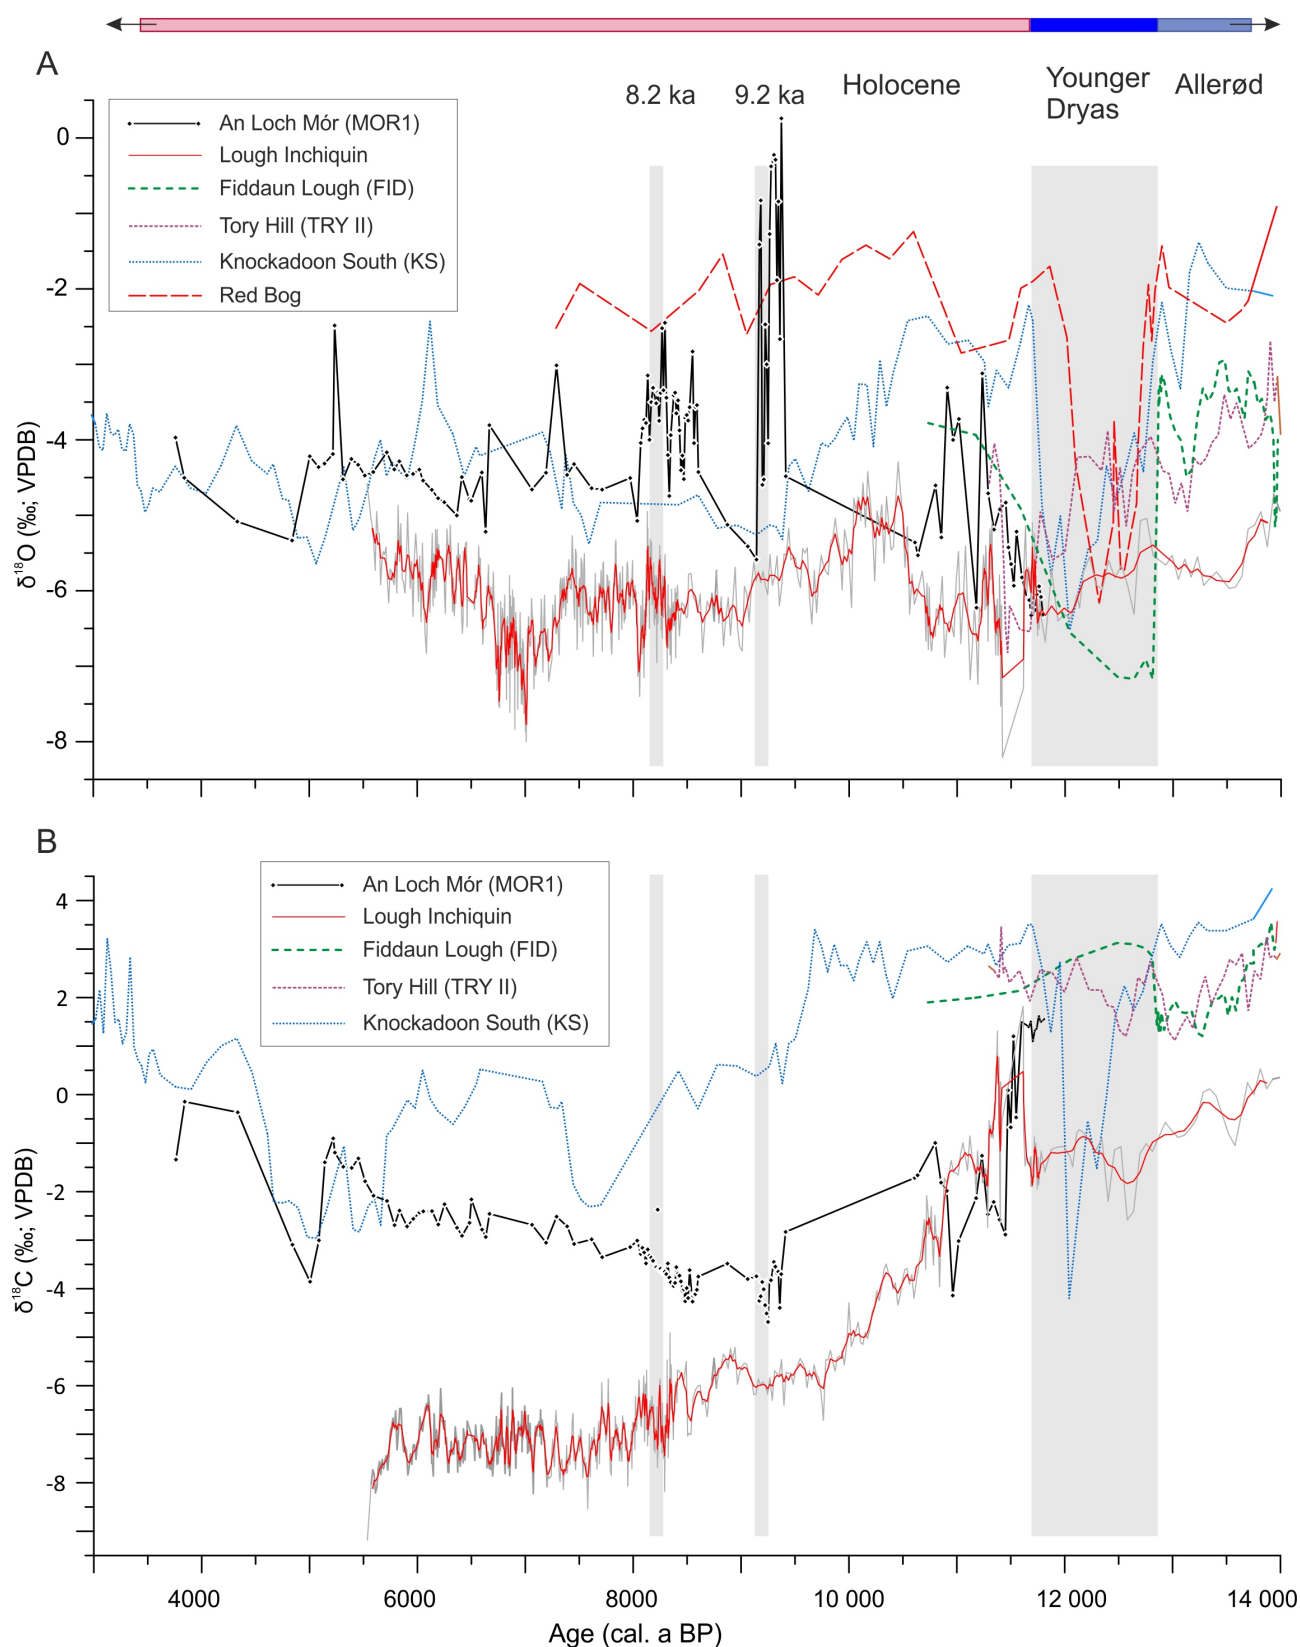 A
8.2 ka
9.2 ka
Holocene
Younger
Dryas
Allerød
An Loch Mór (MOR1)
Lough Inchiquin
Fiddaun Lough (FID)
Tory Hill (TRY II)
Knockadoon South (KS)
Red Bog
0
-2
-4
-6
-8
δ18O (‰; VPDB)
B
An Loch Mór (MOR1)
Lough Inchiquin
Fiddaun Lough (FID)
Tory Hill (TRY II)
Knockadoon South (KS)
4
2
0
-2
-4
-6
-8
δ18C (‰; VPDB)
4000
6000
8000
10 000
12 000
14 000
Age (cal. a BP)